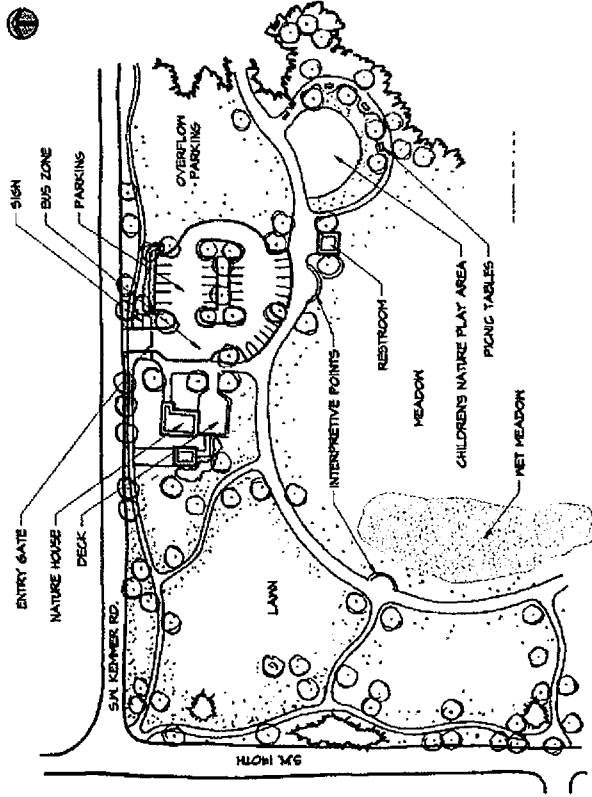 SIGN
BUS ZONE
PARKING
OVERFLOW
PARKING
ENTRY GATE
NATURE HOUSE
DECK
S.W. KEMMER RD.
INTERPRETIVE POINTS
RESTROOM
MEADOW
CHILDREN'S NATURE PLAY AREA
PICNIC TABLES
WET MEADOW
LAWN
S.W. 190TH